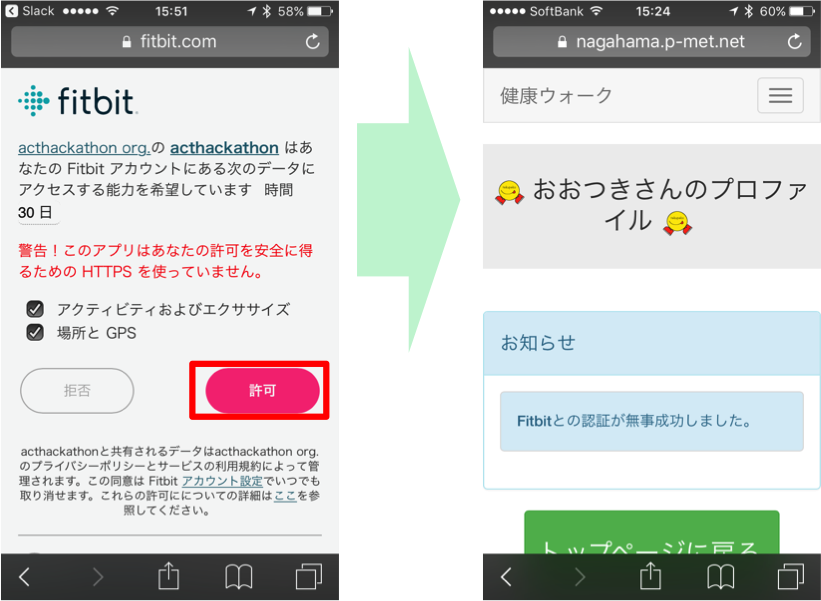 Slack 15:51 58%
fitbit.com
fitbit
acthackathon org.の acthackathon はあ
なたの Fitbit アカウントにある次のデータに
アクセスする能力を希望しています 時間
30 日
警告！このアプリはあなたの許可を安全に得
るための HTTPS を使っていません。
アクティビティおよびエクササイズ
場所と GPS
拒否 許可
acthackathonと共有されるデータはacthackathon org.
のプライバシーポリシーとサービスの利用規約によって管
理されます。この同意は Fitbit アカウント設定でいつでも
取り消せます。これらの許可にについての詳細はここを参
照してください。
SoftBank 15:24 60%
nagahama.p-met.net
健康ウォーク
おおつきさんのプロファ
イル
お知らせ
Fitbitとの認証が無事成功しました。
トップページに戻る